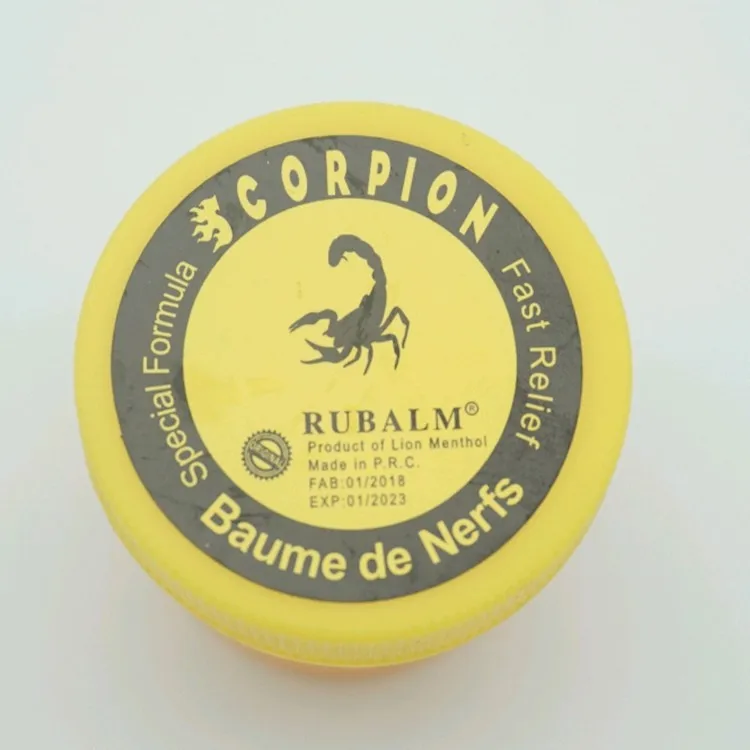 SCORPION
Special Formula
Fast Relief
RUBALM®
Product of Lion Menthol
Made in P.R.C.
FAB:01/2018
EXP:01/2023
Baume de Nerfs